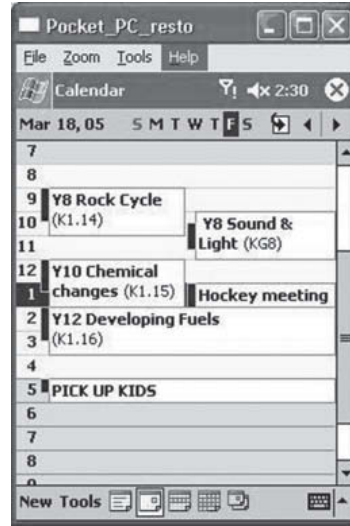 Pocket_PC_resto
File Zoom Tools Help
Calendar 2:30
Mar 18, 05 S M T W T F S
7
8
9 Y8 Rock Cycle
10 (K1.14) Y8 Sound &
11 Light (KG8)
12 Y10 Chemical
1 changes (K1.15) Hockey meeting
2 Y12 Developing Fuels
3 (K1.16)
4
5 PICK UP KIDS
6
7
8
New Tools